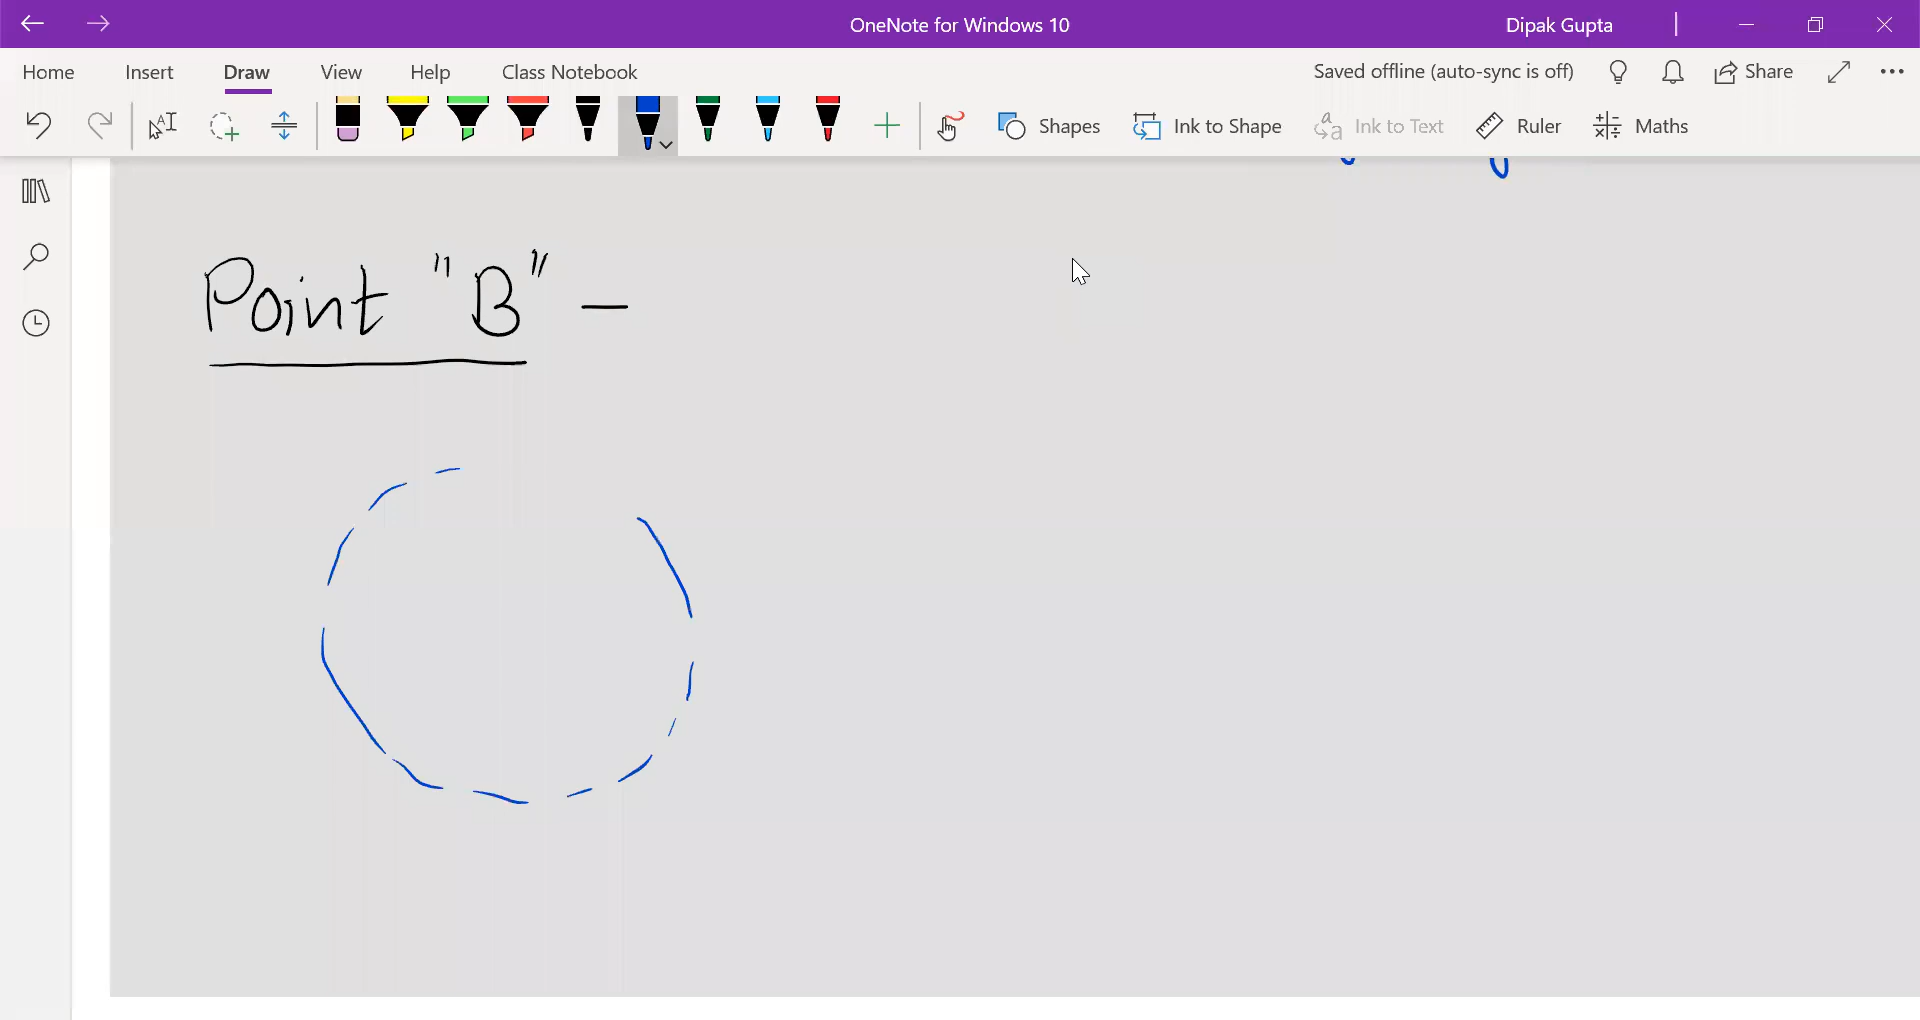 OneNote for Windows 10
Dipak Gupta
Home Insert Draw View Help Class Notebook
Saved offline (auto-sync is off) Share
Shapes Ink to Shape Ink to Text Ruler Maths
Point "B" –